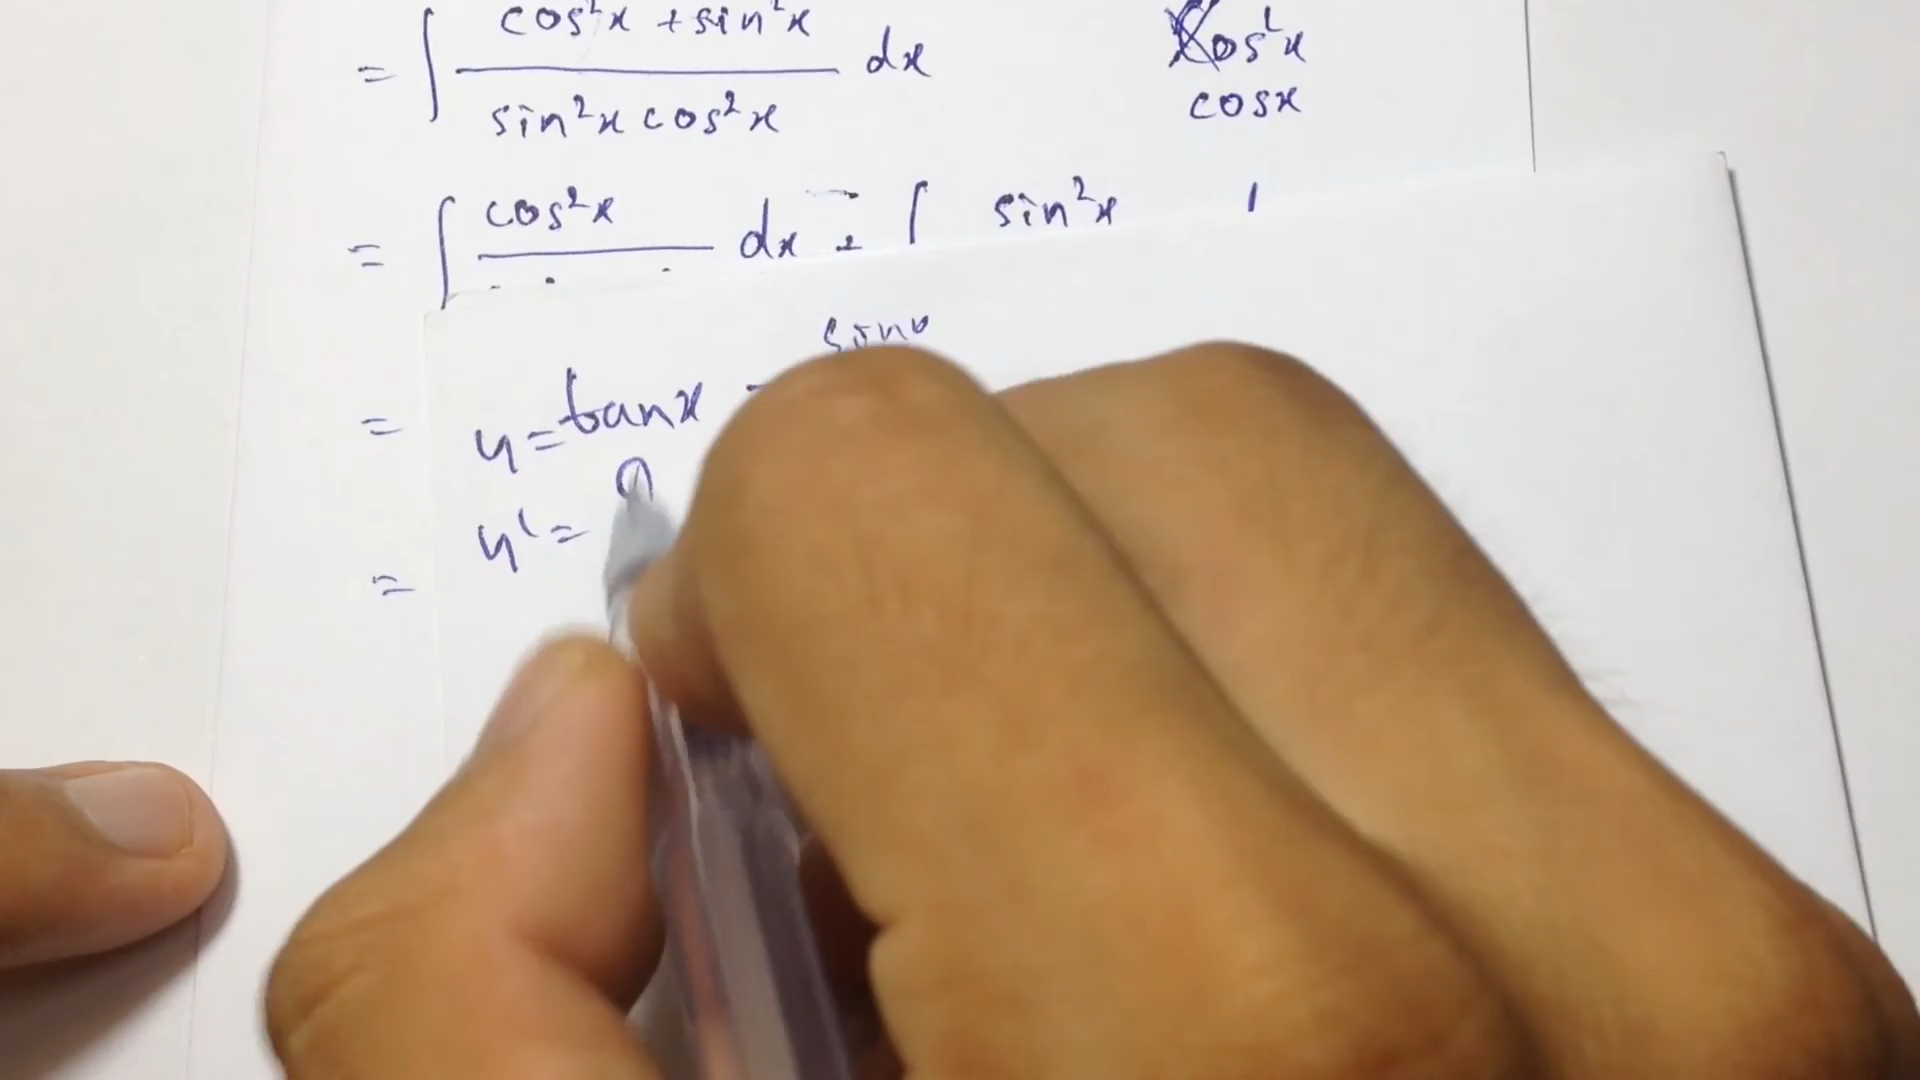 = ∫ cos²x + sin²x / sin²x cos²x dx
cos²x
cosx
= ∫ cos²x dx + ∫ sin²x
=
y = tanx
y' =
=